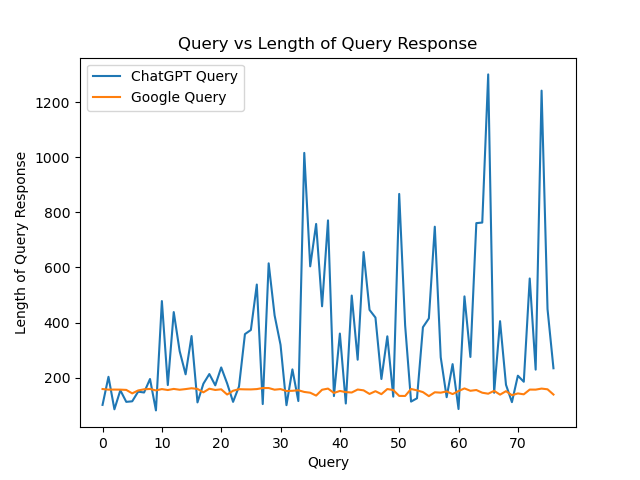 Query vs Length of Query Response
ChatGPT Query
Google Query
Length of Query Response
1200
1000
800
600
400
200
0 10 20 30 40 50 60 70
Query